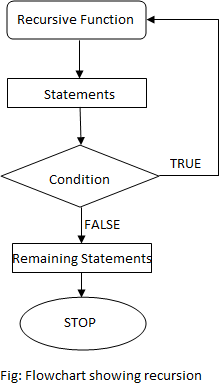 Recursive Function
Statements
Condition
TRUE
FALSE
Remaining Statements
STOP
Fig: Flowchart showing recursion